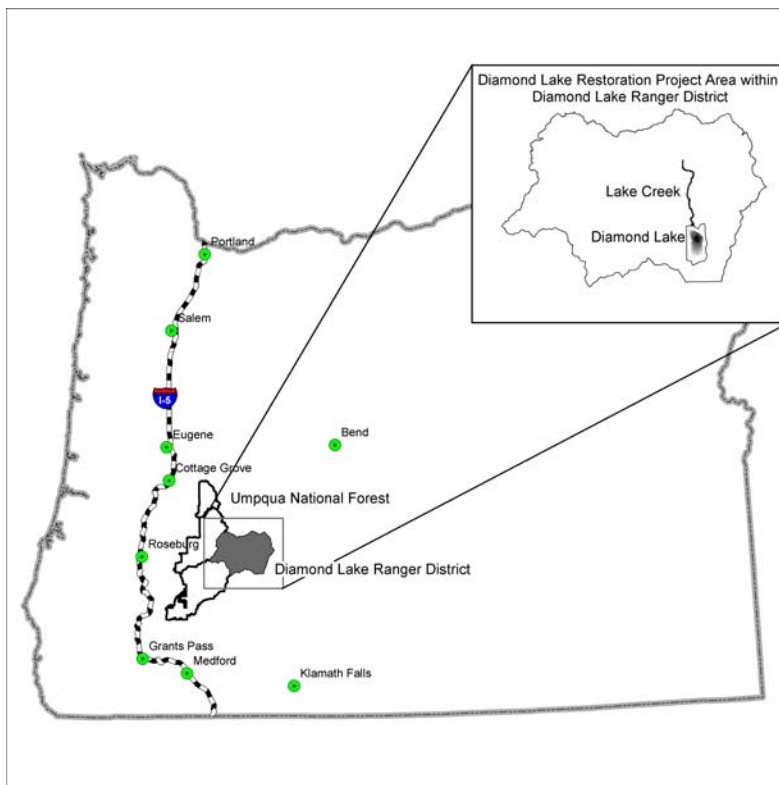 Diamond Lake Restoration Project Area within
Diamond Lake Ranger District
Lake Creek
Diamond Lake
Portland
Salem
I-5
Eugene
Bend
Cottage Grove
Umpqua National Forest
Roseburg
Diamond Lake Ranger District
Grants Pass
Medford
Klamath Falls